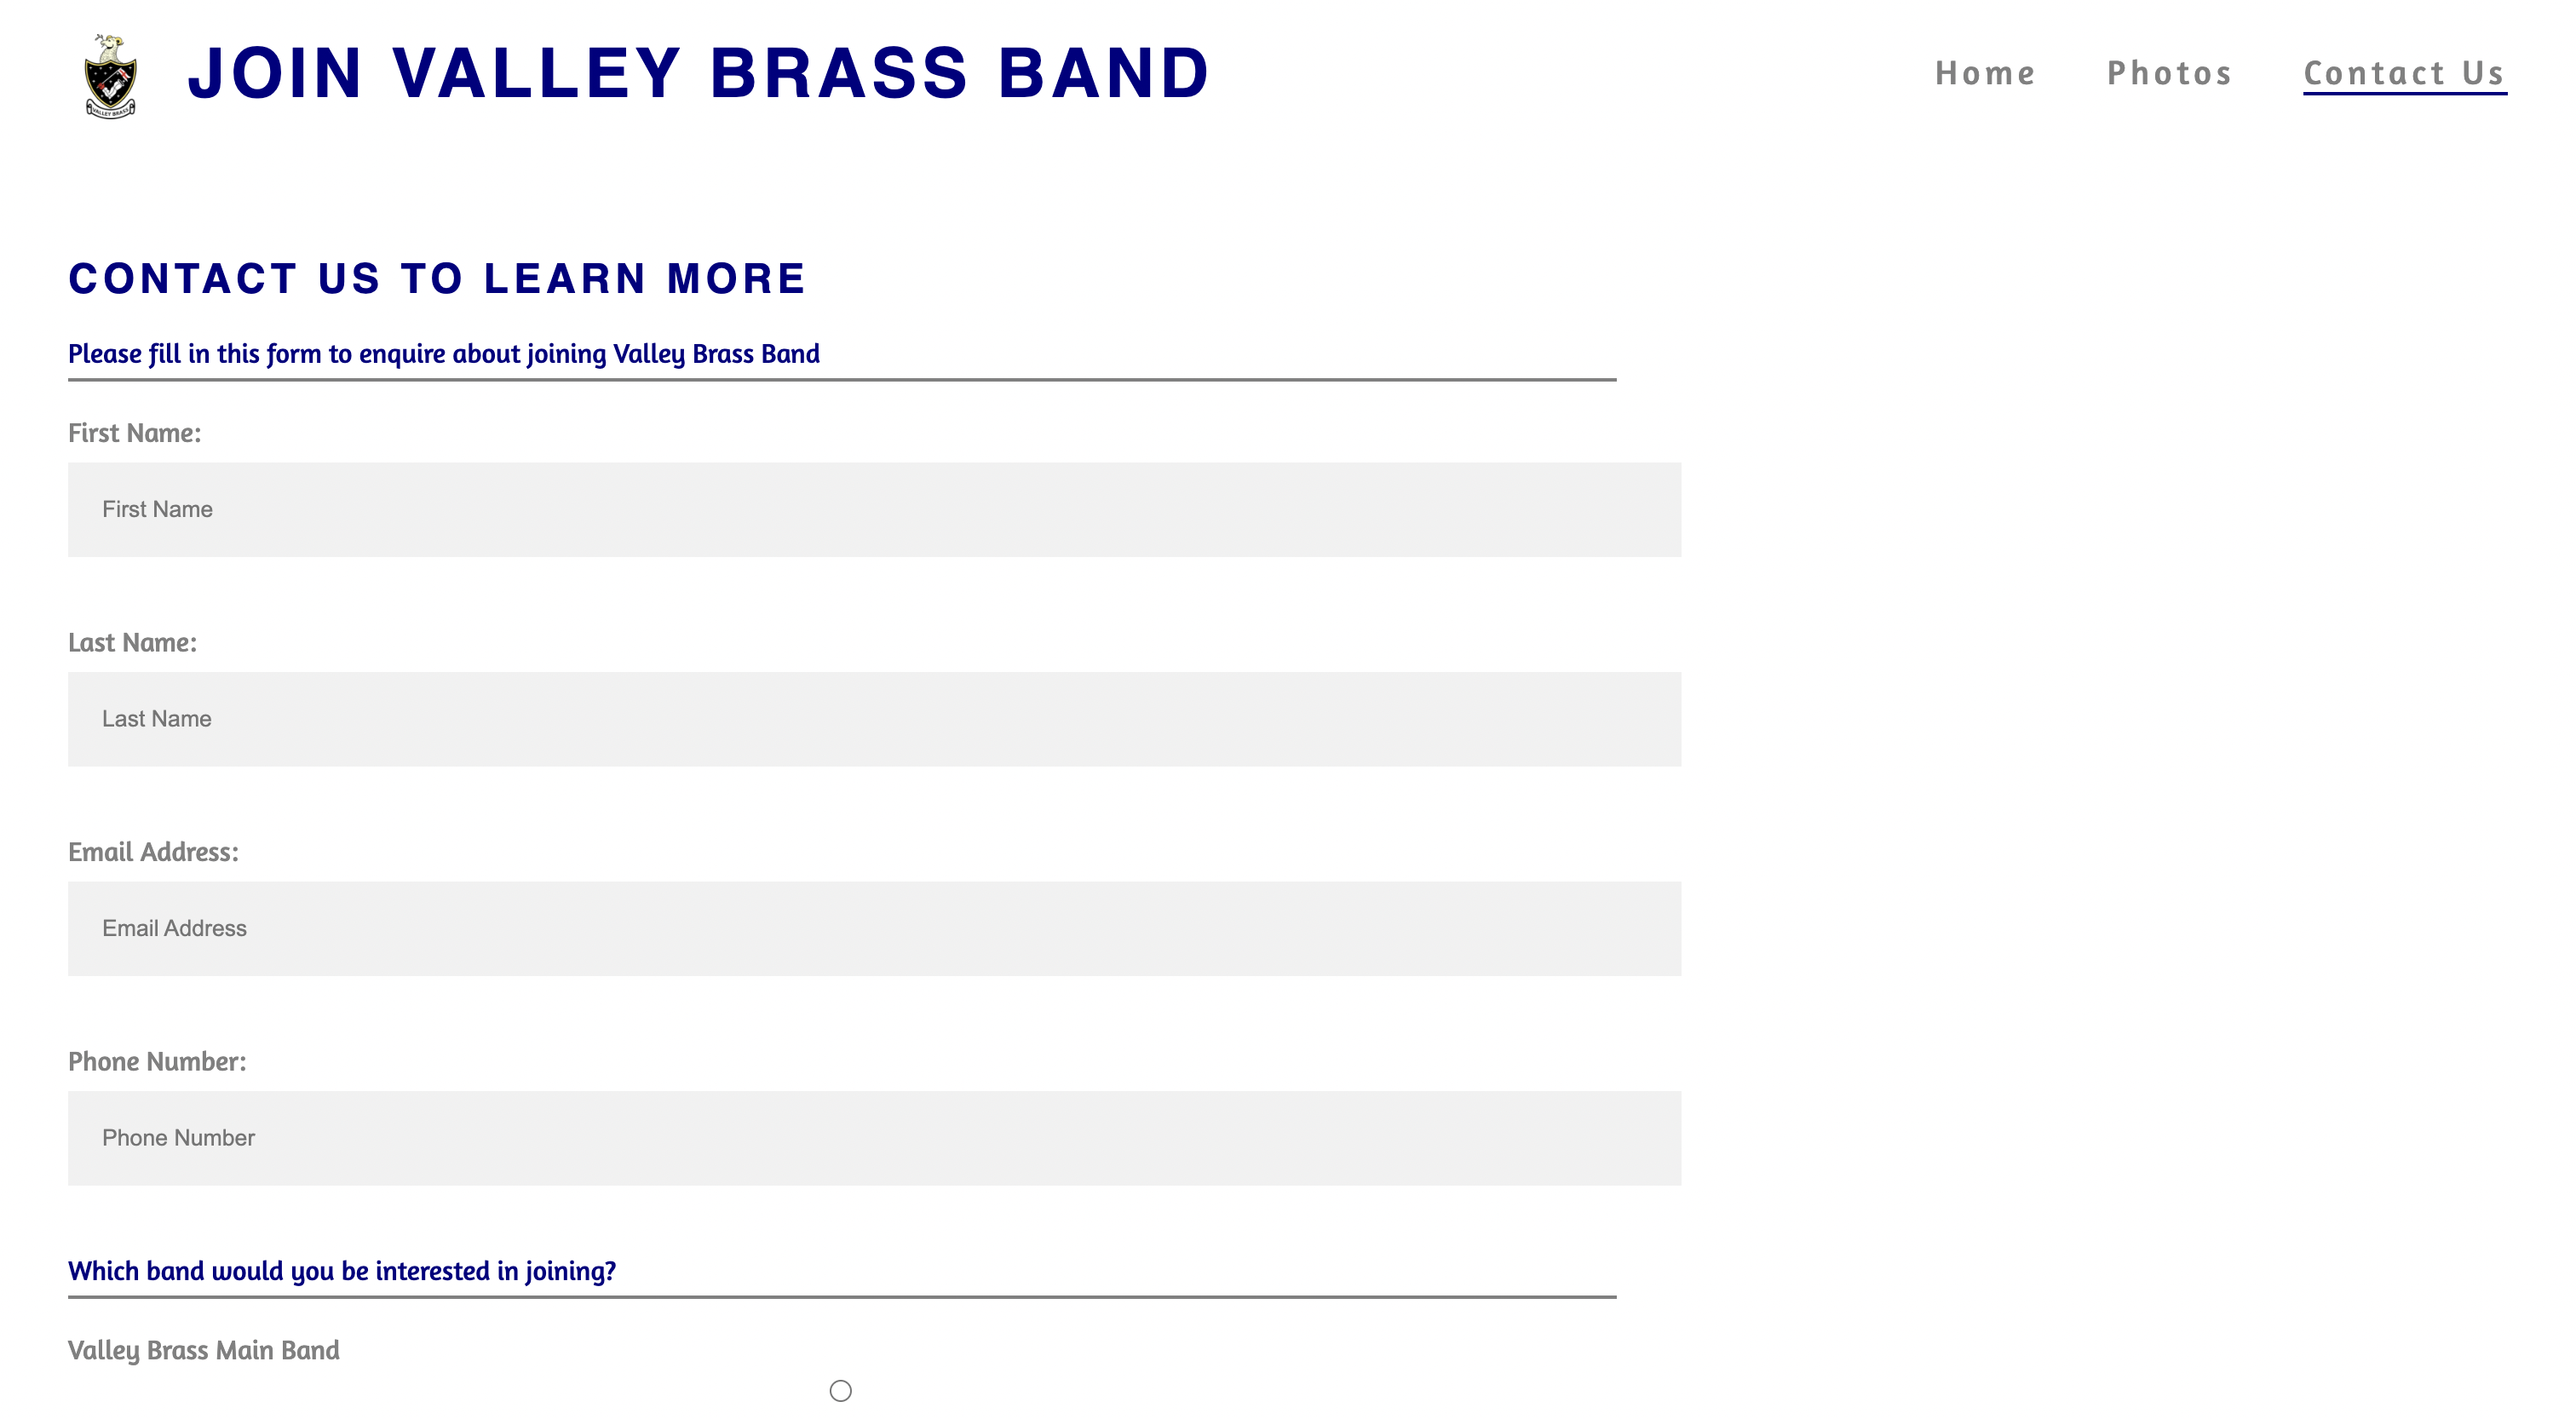 VALLEY BRASS
JOIN VALLEY BRASS BAND
Home Photos Contact Us
CONTACT US TO LEARN MORE
Please fill in this form to enquire about joining Valley Brass Band
First Name:
First Name
Last Name:
Last Name
Email Address:
Email Address
Phone Number:
Phone Number
Which band would you be interested in joining?
Valley Brass Main Band